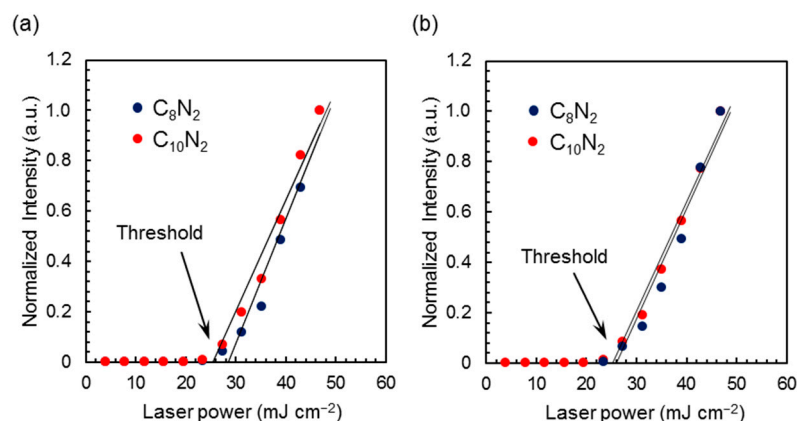 (a)
Normalized Intensity (a.u.)
1.2
1.0
0.8
0.6
0.4
0.2
0
C₈N₂
C₁₀N₂
Threshold
0 10 20 30 40 50 60
Laser power (mJ cm⁻²)
(b)
Normalized Intensity (a.u.)
1.2
1.0
0.8
0.6
0.4
0.2
0
C₈N₂
C₁₀N₂
Threshold
0 10 20 30 40 50 60
Laser power (mJ cm⁻²)